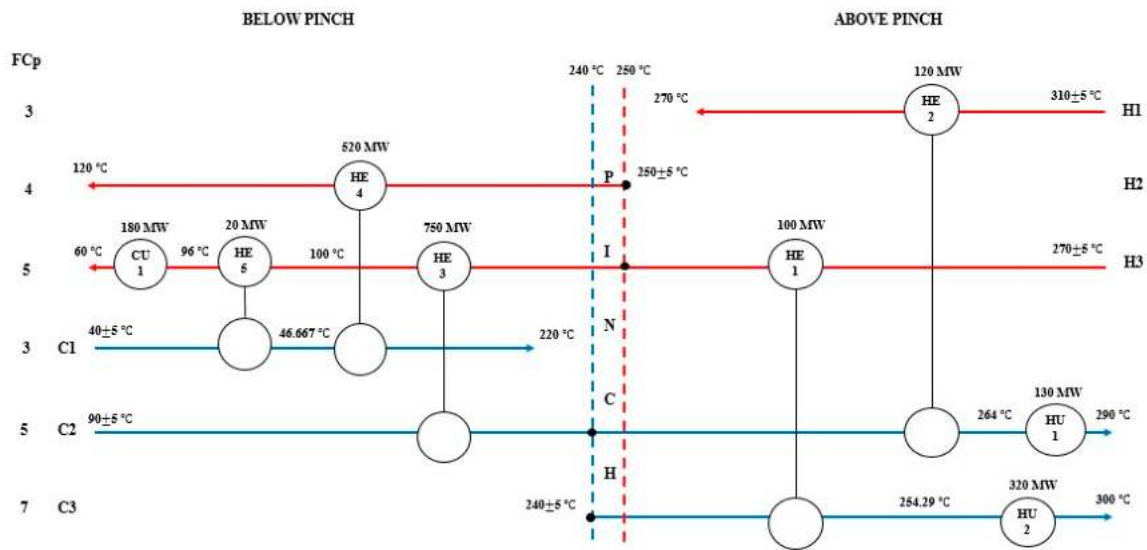 BELOW PINCH
ABOVE PINCH
FCp
240 °C
250 °C
120 MW
3
270 °C
HE
2
310±5°C
H1
520 MW
120 °C
HE
4
P
250±5°C
4
H2
180 MW
20 MW
750 MW
100 MW
60 °C
CU
1
96 °C
HE
5
100 °C
HE
3
I
HE
1
270±5°C
5
H3
N
40±5 °C
46.667 °C
220 °C
3 C1
C
130 MW
90±5 °C
264 °C
HU
1
290 °C
5 C2
H
320 MW
240±5 °C
254.29 °C
HU
2
300 °C
7 C3